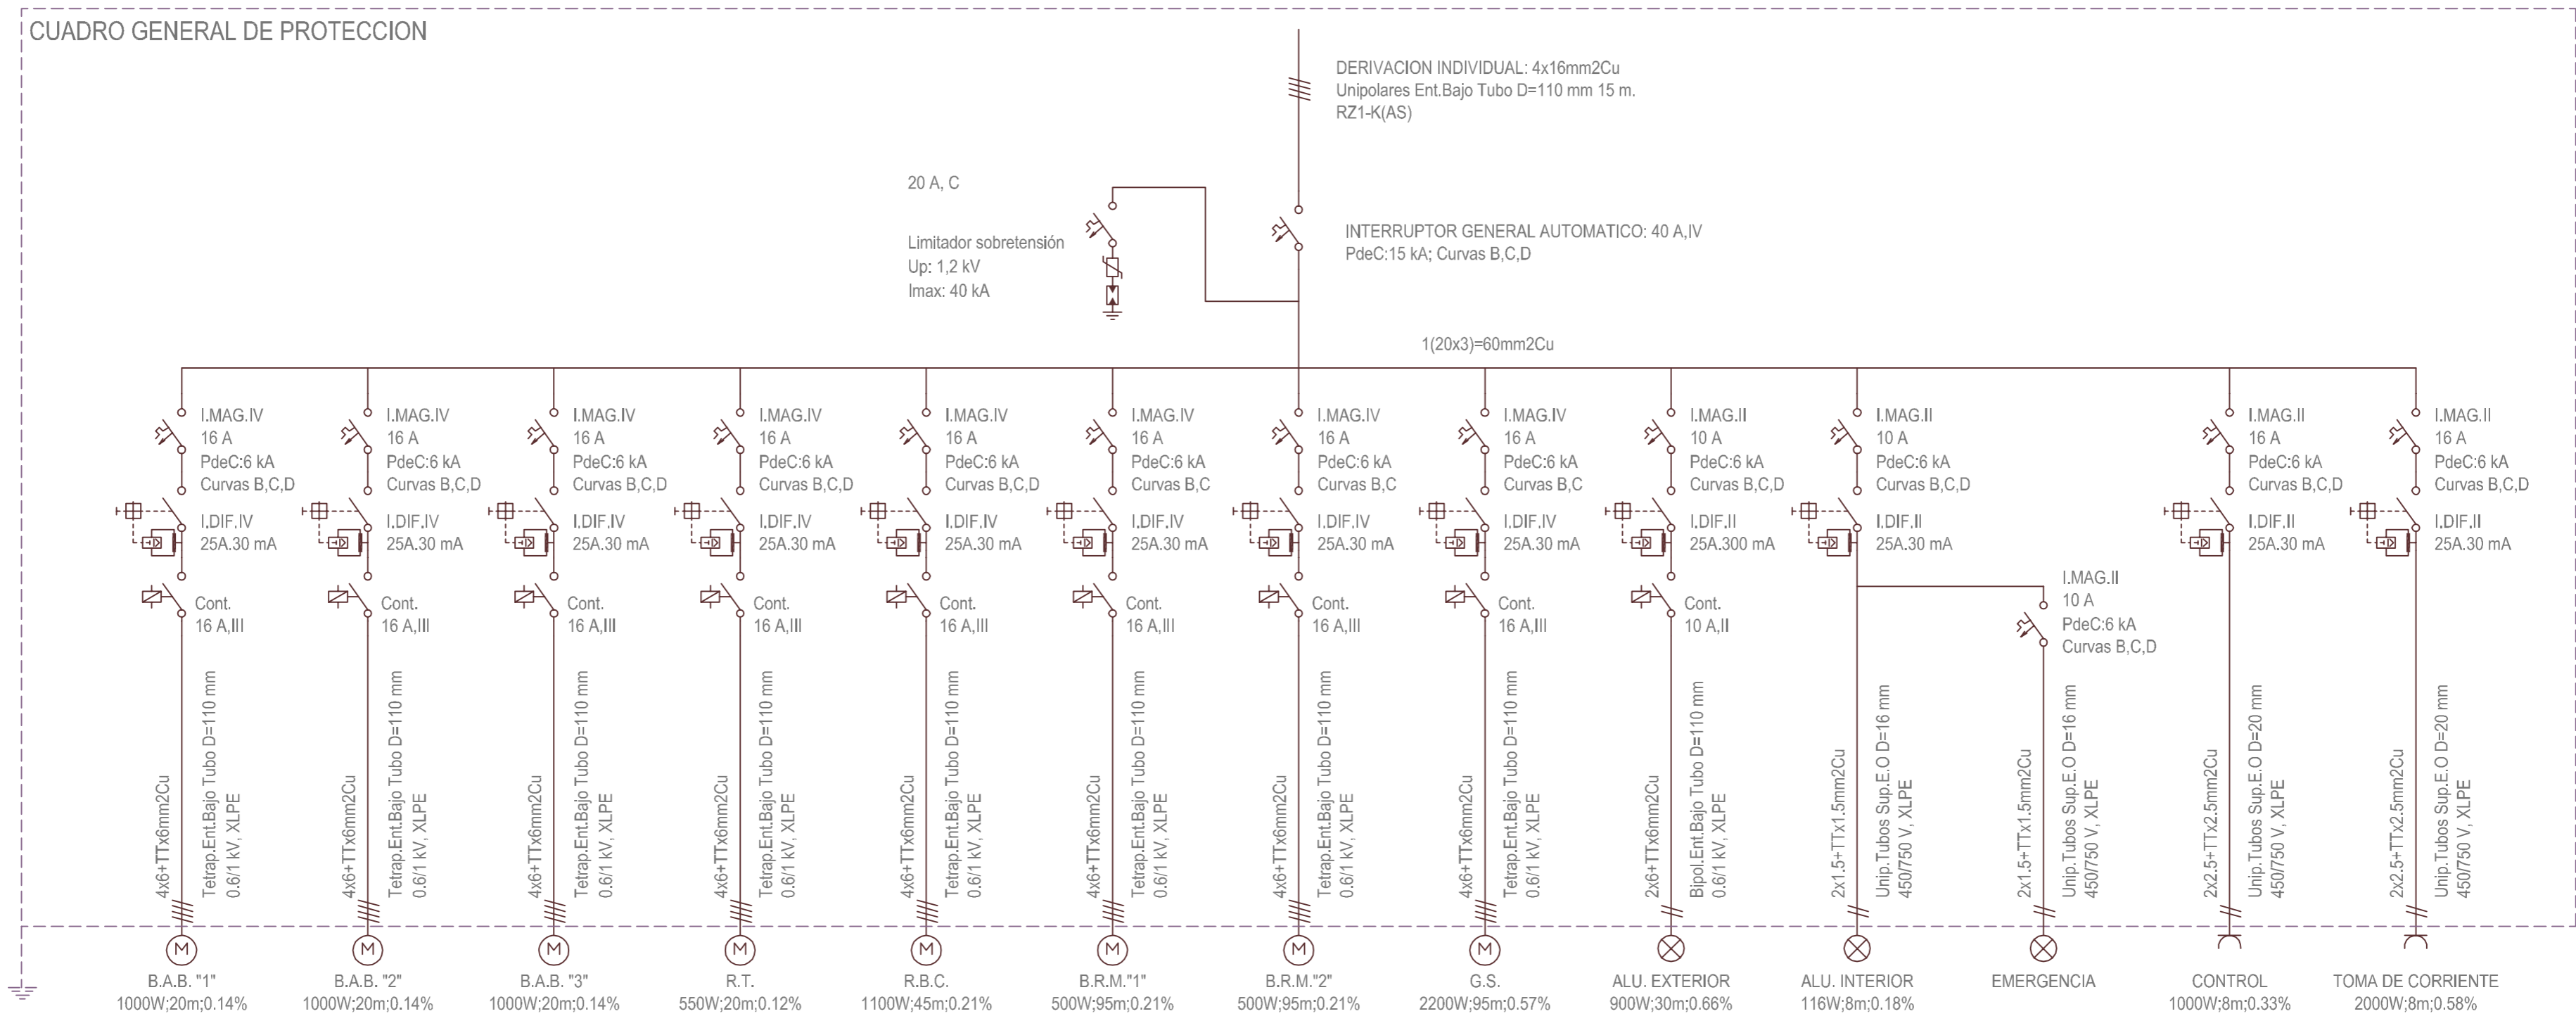 CUADRO GENERAL DE PROTECCION
DERIVACION INDIVIDUAL: 4x16mm2Cu
Unipolares Ent.Bajo Tubo D=110 mm 15 m.
RZ1-K(AS)
20 A, C
Limitador sobretensión
Up: 1,2 kV
Imax: 40 kA
INTERRUPTOR GENERAL AUTOMATICO: 40 A,IV
PdeC:15 kA; Curvas B,C,D
1(20x3)=60mm2Cu
I.MAG.IV
16 A
PdeC:6 kA
Curvas B,C,D
I.DIF.IV
25A.30 mA
Cont.
16 A,III
4x6+TTx6mm2Cu
Tetrap.Ent.Bajo Tubo D=110 mm
0.6/1 kV, XLPE
M
B.A.B. "1"
1000W;20m;0.14%
I.MAG.IV
16 A
PdeC:6 kA
Curvas B,C,D
I.DIF.IV
25A.30 mA
Cont.
16 A,III
4x6+TTx6mm2Cu
Tetrap.Ent.Bajo Tubo D=110 mm
0.6/1 kV, XLPE
M
B.A.B. "2"
1000W;20m;0.14%
I.MAG.IV
16 A
PdeC:6 kA
Curvas B,C,D
I.DIF.IV
25A.30 mA
Cont.
16 A,III
4x6+TTx6mm2Cu
Tetrap.Ent.Bajo Tubo D=110 mm
0.6/1 kV, XLPE
M
B.A.B. "3"
1000W;20m;0.14%
I.MAG.IV
16 A
PdeC:6 kA
Curvas B,C,D
I.DIF.IV
25A.30 mA
Cont.
16 A,III
4x6+TTx6mm2Cu
Tetrap.Ent.Bajo Tubo D=110 mm
0.6/1 kV, XLPE
M
R.T.
550W;20m;0.12%
I.MAG.IV
16 A
PdeC:6 kA
Curvas B,C,D
I.DIF.IV
25A.30 mA
Cont.
16 A,III
4x6+TTx6mm2Cu
Tetrap.Ent.Bajo Tubo D=110 mm
0.6/1 kV, XLPE
M
R.B.C.
1100W;45m;0.21%
I.MAG.IV
16 A
PdeC:6 kA
Curvas B,C
I.DIF.IV
25A.30 mA
Cont.
16 A,III
4x6+TTx6mm2Cu
Tetrap.Ent.Bajo Tubo D=110 mm
0.6/1 kV, XLPE
M
B.R.M."1"
500W;95m;0.21%
I.MAG.IV
16 A
PdeC:6 kA
Curvas B,C
I.DIF.IV
25A.30 mA
Cont.
16 A,III
4x6+TTx6mm2Cu
Tetrap.Ent.Bajo Tubo D=110 mm
0.6/1 kV, XLPE
M
B.R.M."2"
500W;95m;0.21%
I.MAG.IV
16 A
PdeC:6 kA
Curvas B,C
I.DIF.IV
25A.30 mA
Cont.
16 A,III
4x6+TTx6mm2Cu
Tetrap.Ent.Bajo Tubo D=110 mm
0.6/1 kV, XLPE
M
G.S.
2200W;95m;0.57%
I.MAG.II
10 A
PdeC:6 kA
Curvas B,C,D
I.DIF.II
25A.300 mA
Cont.
10 A,II
2x6+TTx6mm2Cu
Bipol.Ent.Bajo Tubo D=110 mm
0.6/1 kV, XLPE
ALU. EXTERIOR
900W;30m;0.66%
I.MAG.II
10 A
PdeC:6 kA
Curvas B,C,D
I.DIF.II
25A.30 mA
2x1.5+TTx1.5mm2Cu
Unip.Tubos Sup.E.O D=16 mm
450/750 V, XLPE
ALU. INTERIOR
116W;8m;0.18%
I.MAG.II
10 A
PdeC:6 kA
Curvas B,C,D
2x1.5+TTx1.5mm2Cu
Unip.Tubos Sup.E.O D=16 mm
450/750 V, XLPE
EMERGENCIA
I.MAG.II
16 A
PdeC:6 kA
Curvas B,C,D
I.DIF.II
25A.30 mA
2x2.5+TTx2.5mm2Cu
Unip.Tubos Sup.E.O D=20 mm
450/750 V, XLPE
CONTROL
1000W;8m;0.33%
I.MAG.II
16 A
PdeC:6 kA
Curvas B,C,D
I.DIF.II
25A.30 mA
2x2.5+TTx2.5mm2Cu
Unip.Tubos Sup.E.O D=20 mm
450/750 V, XLPE
TOMA DE CORRIENTE
2000W;8m;0.58%